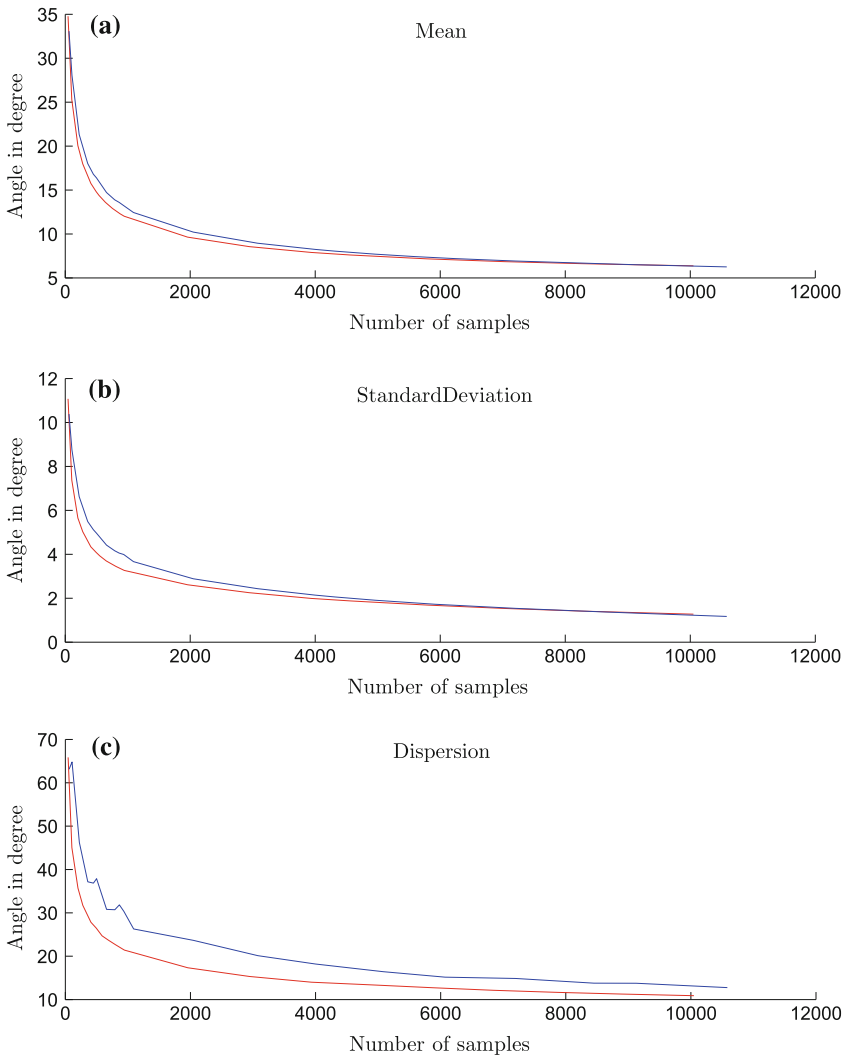 (a)
Mean
Angle in degree
35
30
25
20
15
10
5
0 2000 4000 6000 8000 10000 12000
Number of samples
(b)
StandardDeviation
Angle in degree
12
10
8
6
4
2
0
0 2000 4000 6000 8000 10000 12000
Number of samples
(c)
Dispersion
Angle in degree
70
60
50
40
30
20
10
0 2000 4000 6000 8000 10000 12000
Number of samples